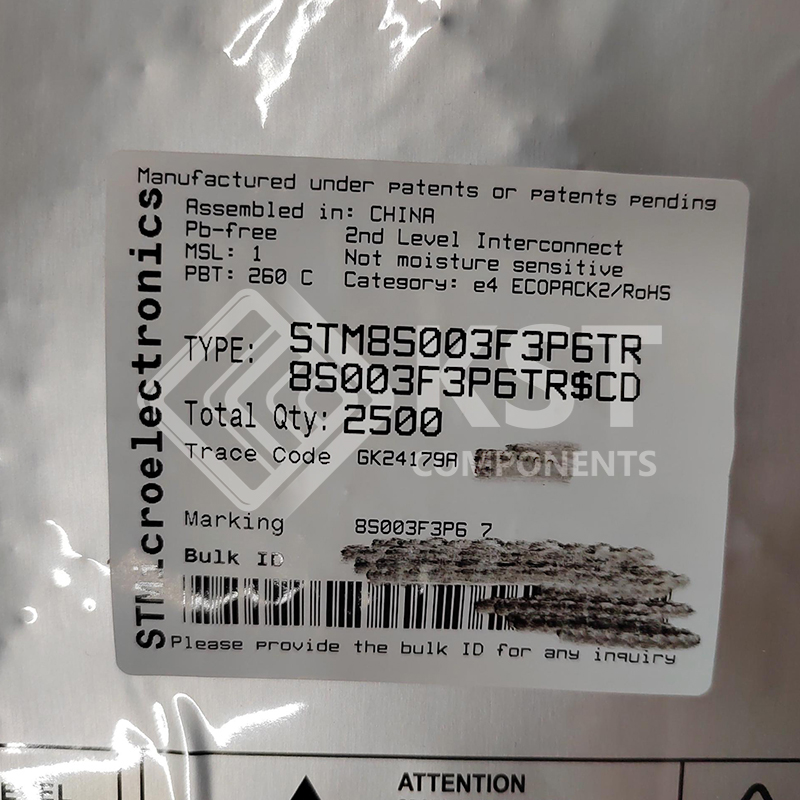 Manufactured under patents or patents pending
STMicroelectronics
Assembled in: CHINA
Pb-free 2nd Level Interconnect
MSL: 1 Not moisture sensitive
PBT: 260 C Category: e4 ECOPACK2/RoHS
TYPE: STM8S003F3P6TR
8S003F3P6TR$CD
Total Qty: 2500
Trace Code GK24179A
KST
COMPONENTS
Marking 8S003F3P6 7
Bulk ID
Please provide the bulk ID for any inquiry
ATTENTION